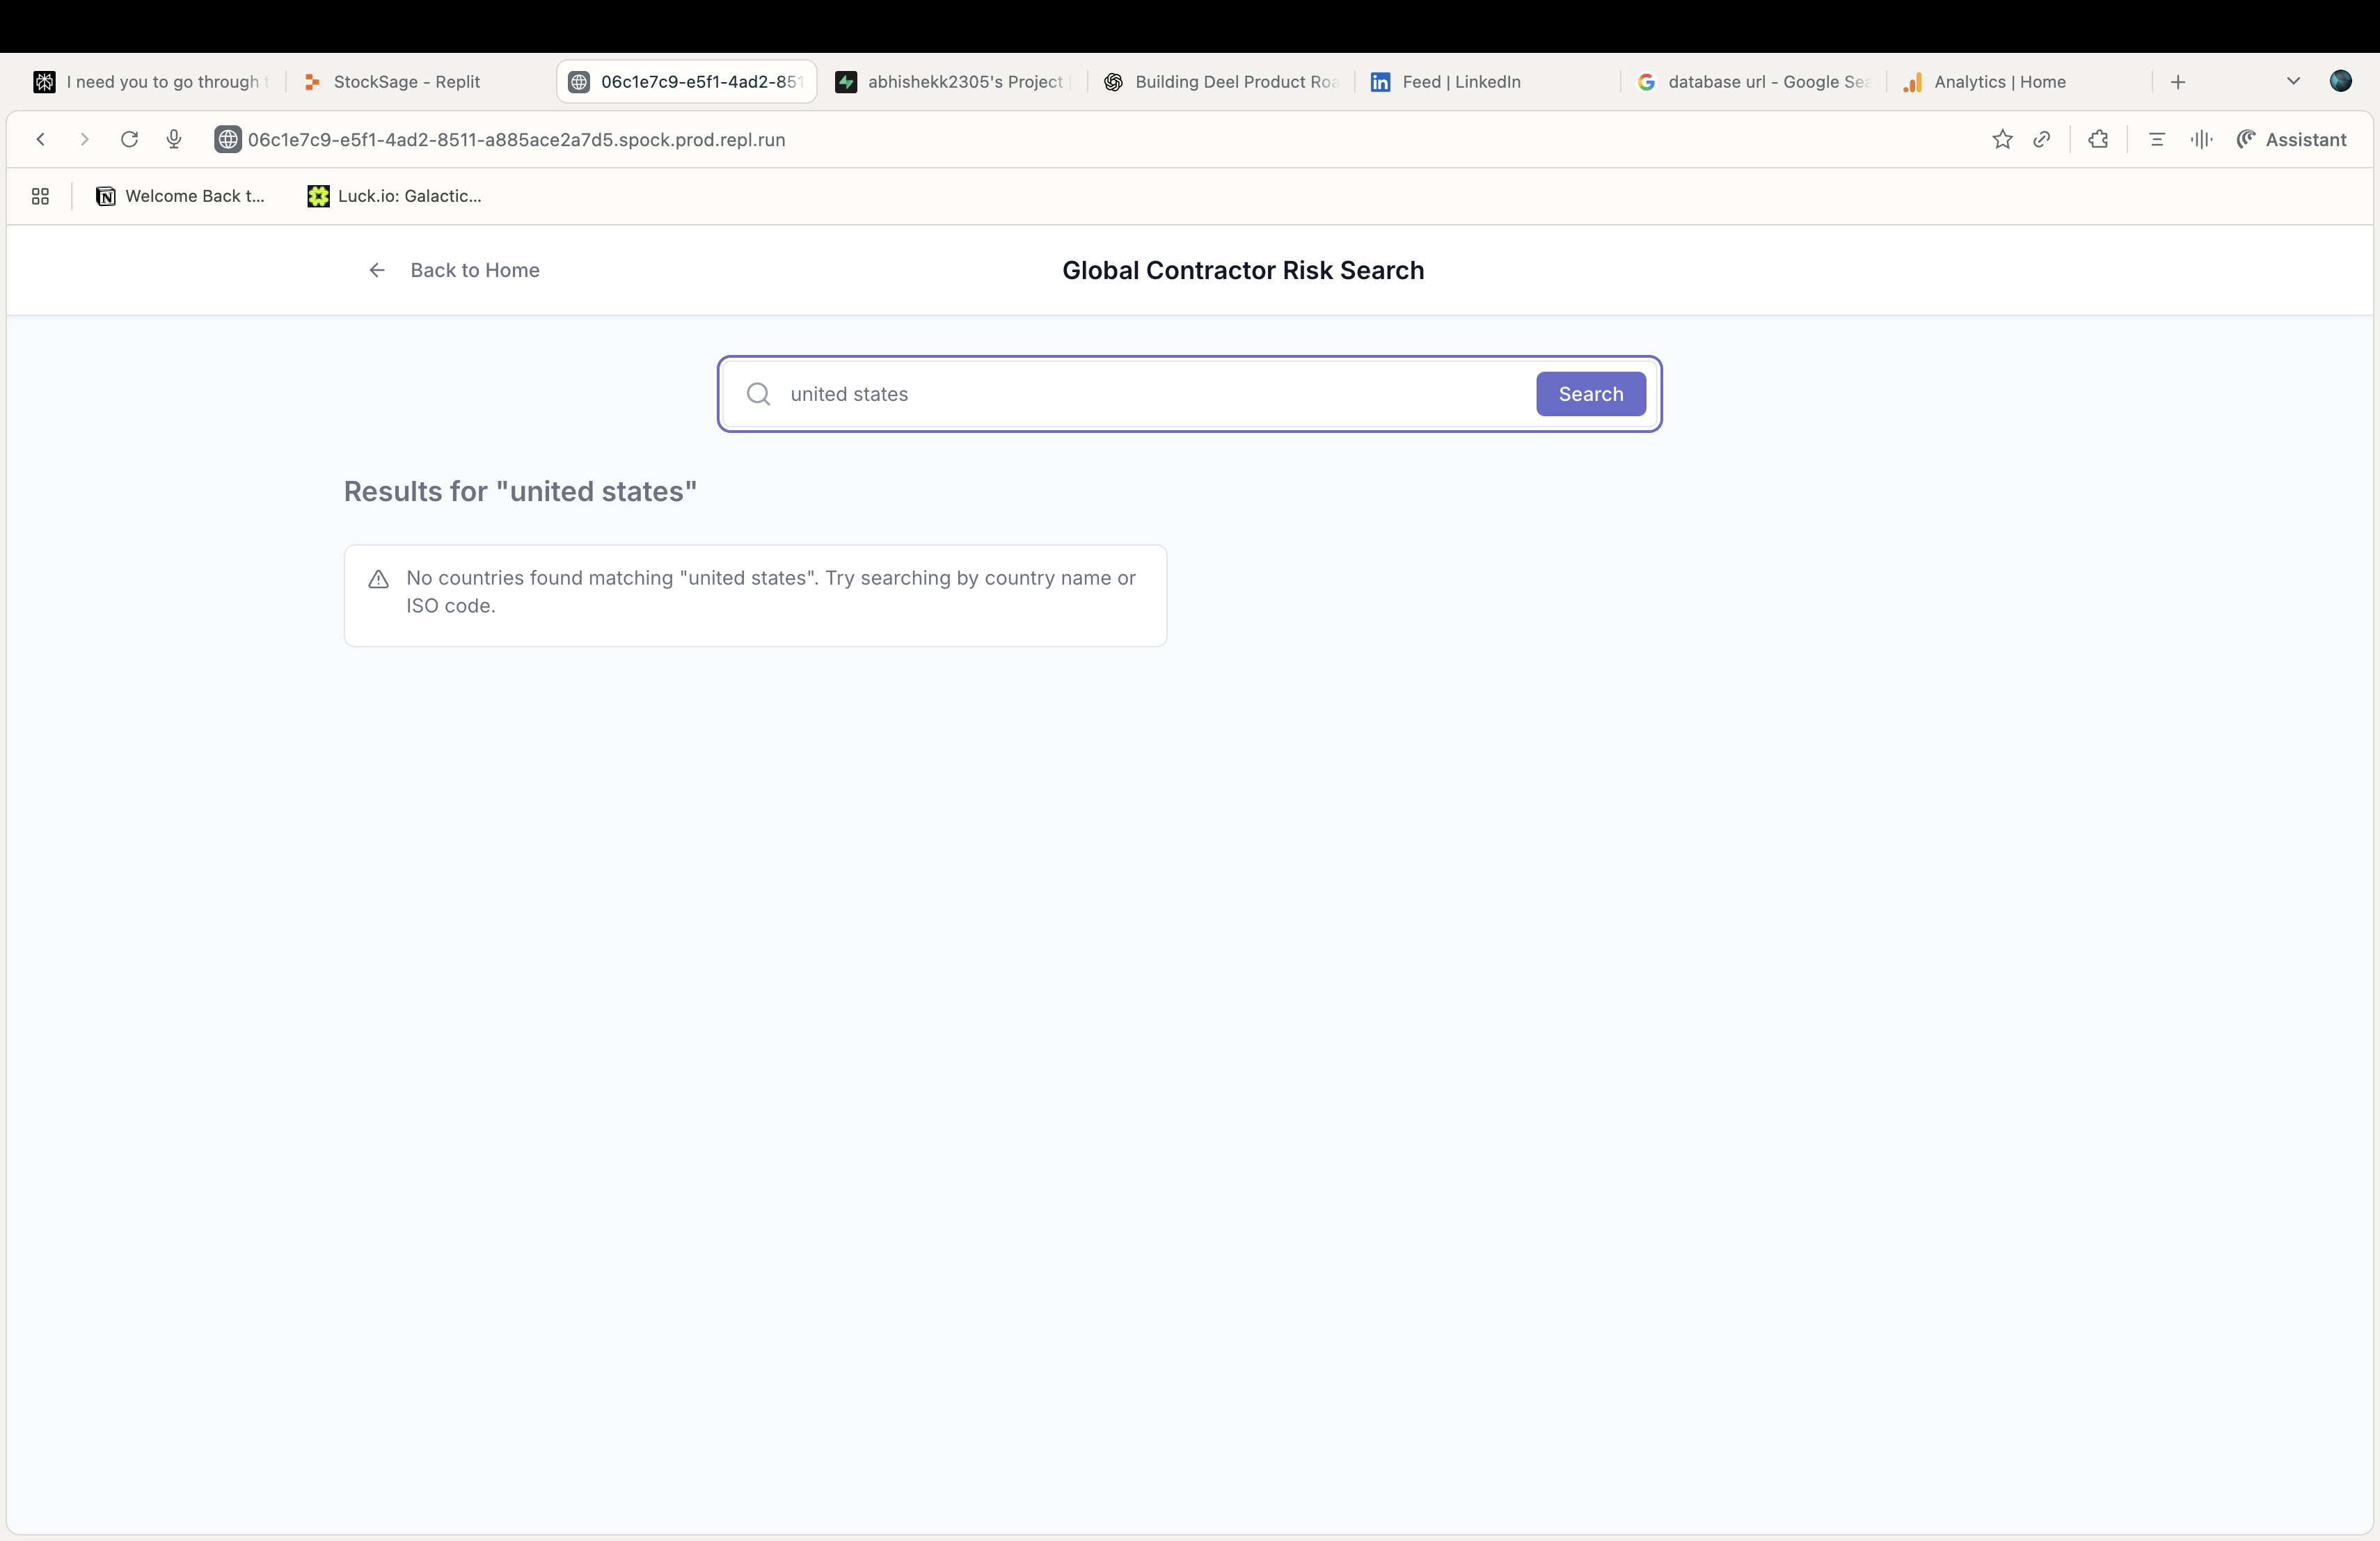 I need you to go through
StockSage - Replit
06c1e7c9-e5f1-4ad2-851
abhishekk2305's Project
Building Deel Product Roa
Feed | LinkedIn
database url - Google Sea
Analytics | Home
06c1e7c9-e5f1-4ad2-8511-a885ace2a7d5.spock.prod.repl.run
Assistant
Welcome Back t...
Luck.io: Galactic...
Back to Home
Global Contractor Risk Search
united states
Search
Results for "united states"
No countries found matching "united states". Try searching by country name or
ISO code.